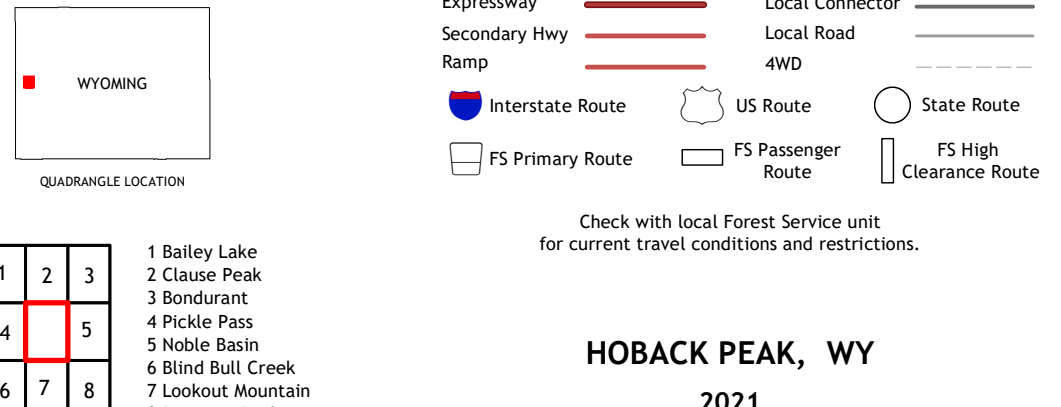 Expressway
Local Connector
Secondary Hwy
Local Road
Ramp
4WD
WYOMING
Interstate Route
US Route
State Route
FS Primary Route
FS Passenger
Route
FS High
Clearance Route
QUADRANGLE LOCATION
Check with local Forest Service unit
for current travel conditions and restrictions.
1 2 3
4 5
6 7 8
1 Bailey Lake
2 Clause Peak
3 Bondurant
4 Pickle Pass
5 Noble Basin
6 Blind Bull Creek
7 Lookout Mountain
HOBACK PEAK, WY
2021